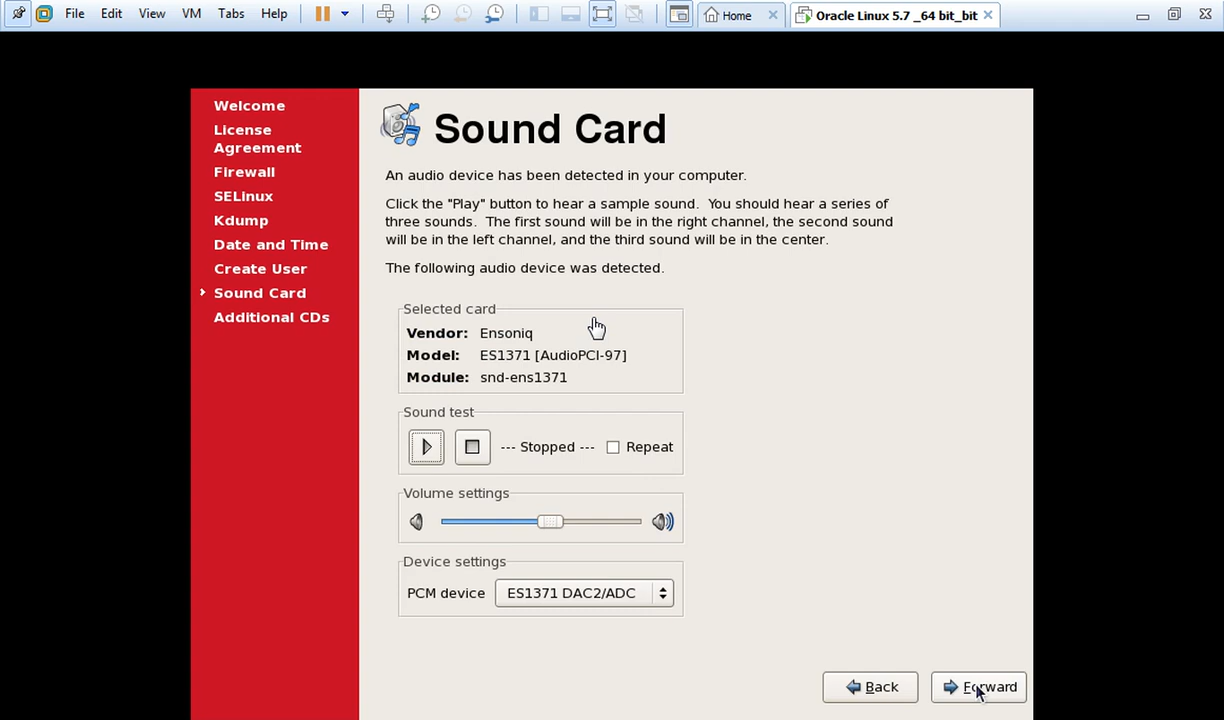 File Edit View VM Tabs Help Home Oracle Linux 5.7 _64 bit_bit
Welcome
License
Agreement
Firewall
SELinux
Kdump
Date and Time
Create User
Sound Card
Additional CDs
Sound Card
An audio device has been detected in your computer.
Click the "Play" button to hear a sample sound. You should hear a series of
three sounds. The first sound will be in the right channel, the second sound
will be in the left channel, and the third sound will be in the center.
The following audio device was detected.
Selected card
Vendor: Ensoniq
Model: ES1371 [AudioPCI-97]
Module: snd-ens1371
Sound test
--- Stopped --- Repeat
Volume settings
Device settings
PCM device ES1371 DAC2/ADC
Back Forward